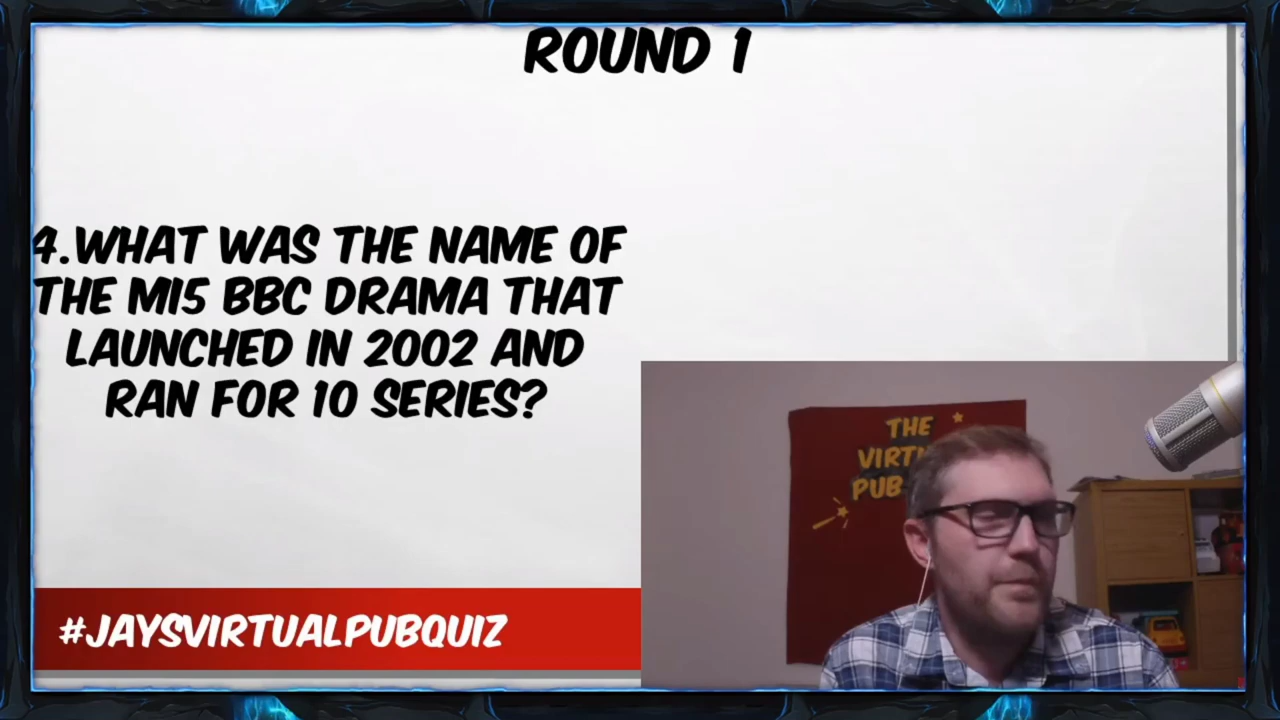 ROUND 1
4.WHAT WAS THE NAME OF
THE MI5 BBC DRAMA THAT
LAUNCHED IN 2002 AND
RAN FOR 10 SERIES?
THE
PUB
#JAYSVIRTUALPUBQUIZ